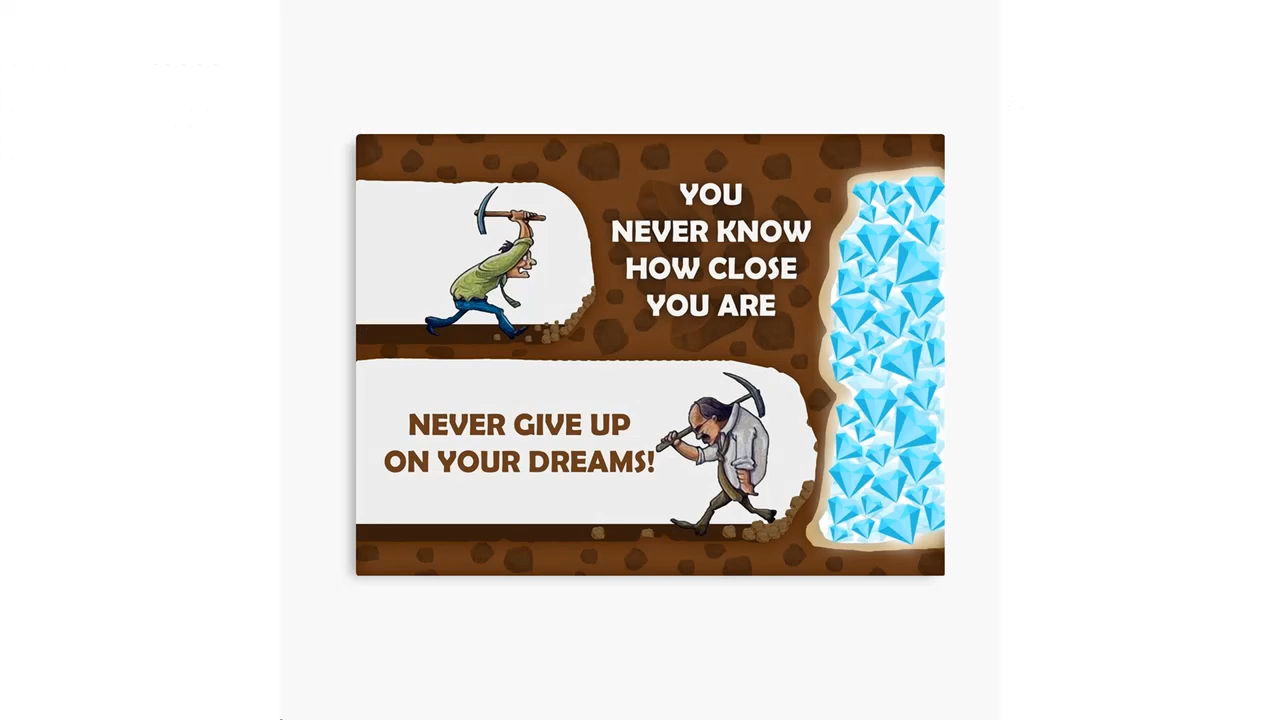 YOU
NEVER KNOW
HOW CLOSE
YOU ARE
NEVER GIVE UP
ON YOUR DREAMS!